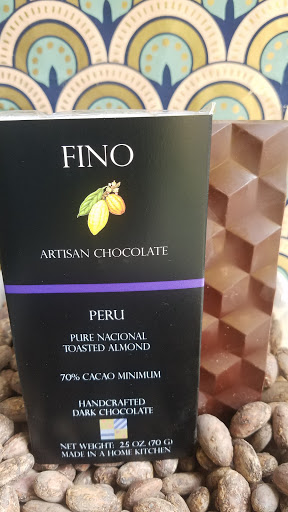 FINO
ARTISAN CHOCOLATE
PERU
PURE NACIONAL
TOASTED ALMOND
70% CACAO MINIMUM
HANDCRAFTED
DARK CHOCOLATE
NET WEIGHT: 2.5 OZ. (70 G)
MADE IN A HOME KITCHEN